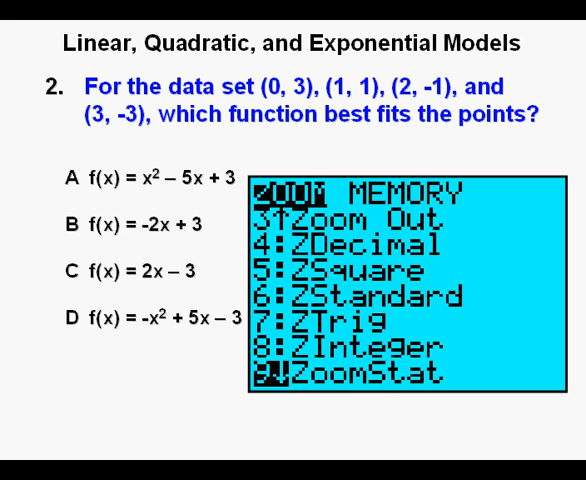 Linear, Quadratic, and Exponential Models
2. For the data set (0, 3), (1, 1), (2, -1), and
(3, -3), which function best fits the points?
A f(x) = x² – 5x + 3
B f(x) = -2x + 3
C f(x) = 2x – 3
D f(x) = -x² + 5x – 3
ZOOM MEMORY
3↑Zoom Out
4:ZDecimal
5:ZSquare
6:ZStandard
7:ZTrig
8:ZInteger
9↓ZoomStat